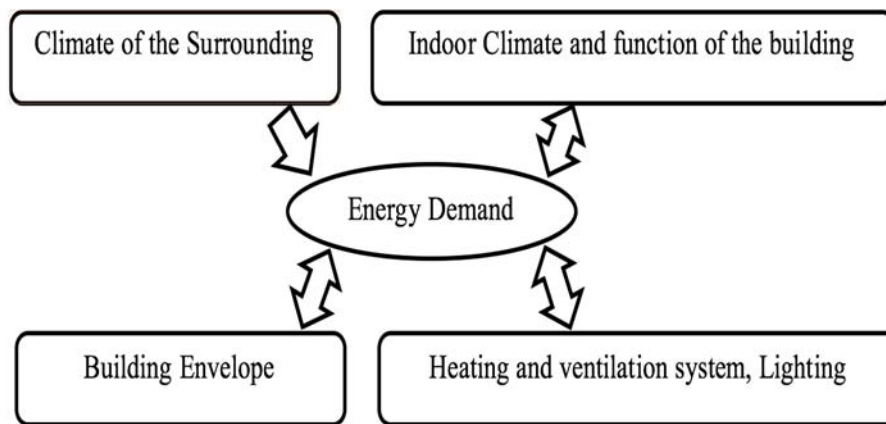 Climate of the Surrounding
Indoor Climate and function of the building
Energy Demand
Building Envelope
Heating and ventilation system, Lighting